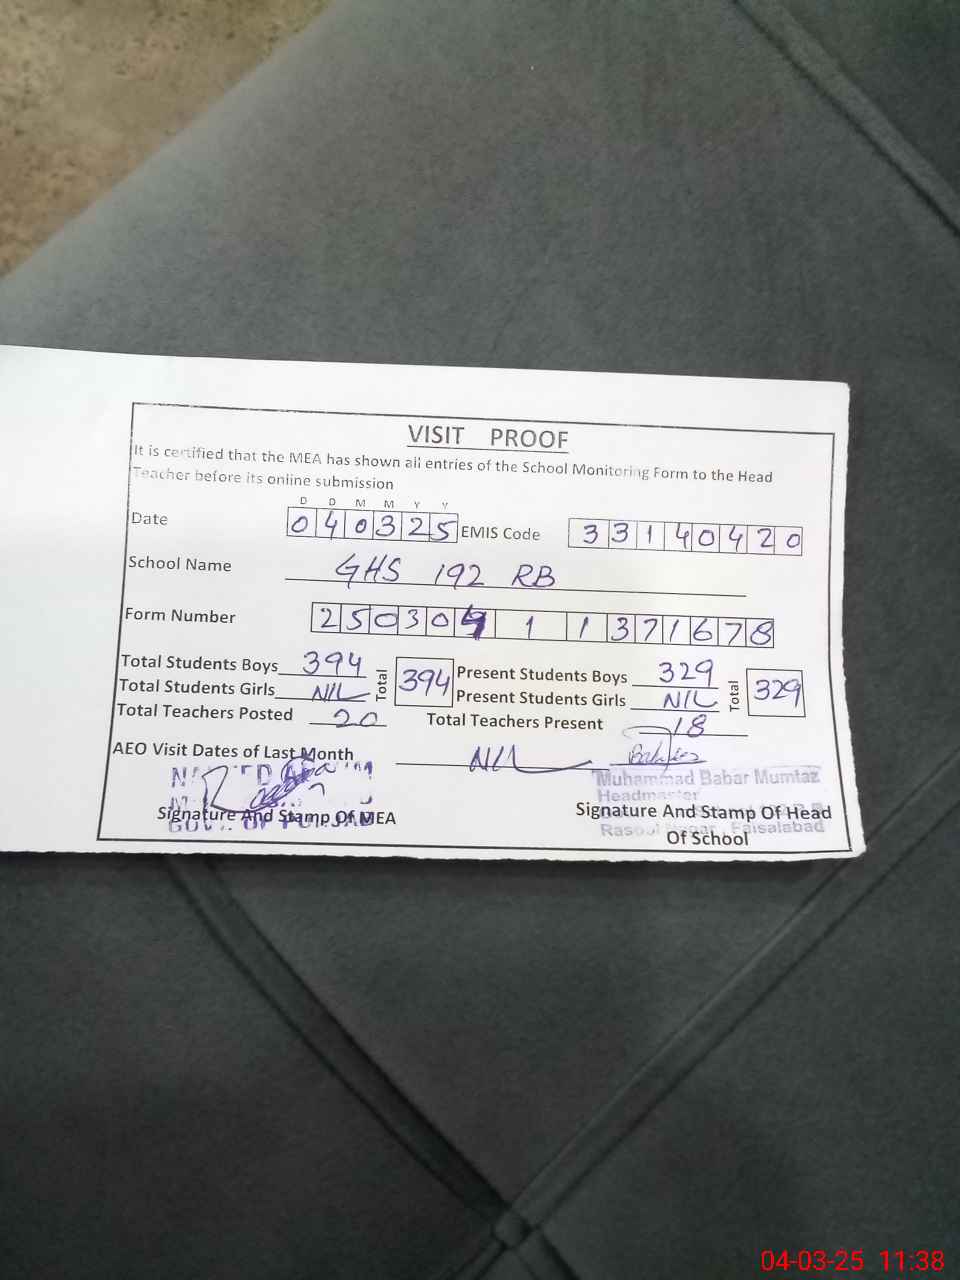 VISIT PROOF
It is certified that the MEA has shown all entries of the School Monitoring Form to the Head
Teacher before its online submission
D D M M Y Y
Date 0 4 0 3 2 5 EMIS Code 3 3 1 4 0 4 2 0
School Name GHS 192 RB
Form Number 2 5 0 3 0 4 1 1 3 7 1 6 7 8
Total Students Boys 394 Total 394 Present Students Boys 329 Total 329
Total Students Girls NIL Present Students Girls NIL
Total Teachers Posted 20 Total Teachers Present 18
AEO Visit Dates of Last Month NIL
Muhammad Babar Mumtaz
Headmaster
Signature And Stamp Of MEA Signature And Stamp Of Head
GOVT. OF PUNJAB Faisalabad
Of School
04-03-25 11:38